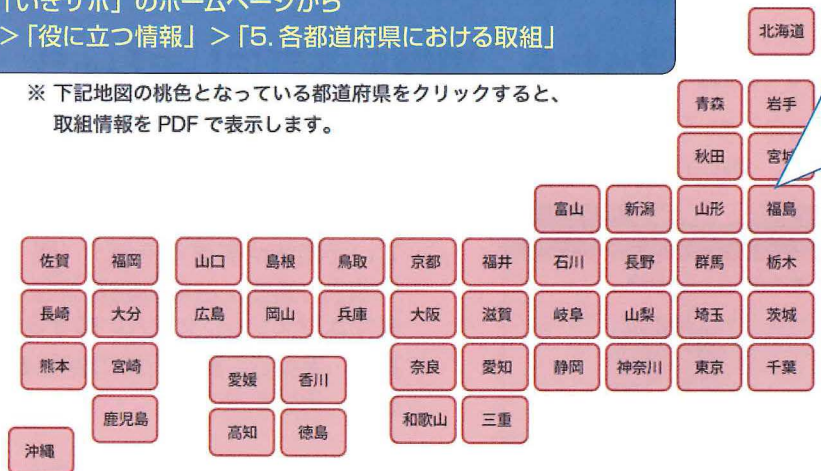 「いきサポ」のホームページから
＞「役に立つ情報」＞「5. 各都道府県における取組」
※ 下記地図の桃色となっている都道府県をクリックすると、
取組情報を PDF で表示します。
北海道
青森 岩手
秋田 宮城
富山 新潟 山形 福島
佐賀 福岡 山口 島根 鳥取 京都 福井 石川 長野 群馬 栃木
長崎 大分 広島 岡山 兵庫 大阪 滋賀 岐阜 山梨 埼玉 茨城
熊本 宮崎 愛媛 香川 奈良 愛知 静岡 神奈川 東京 千葉
鹿児島 高知 徳島 和歌山 三重
沖縄